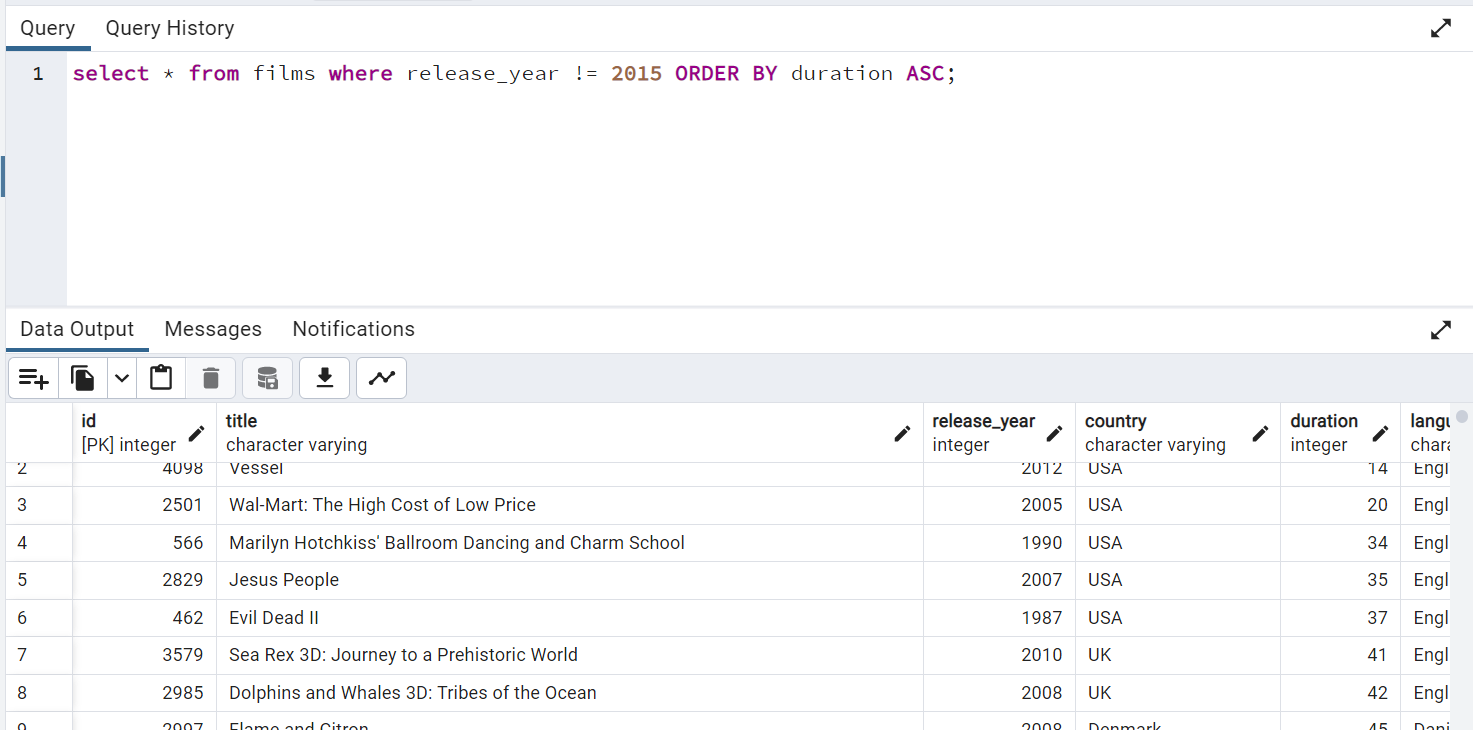 Query Query History
1 select * from films where release_year != 2015 ORDER BY duration ASC;
Data Output Messages Notifications
id title release_year country duration langu
[PK] integer character varying integer character varying integer chara
2 4098 Vessel 2012 USA 14 Engl
3 2501 Wal-Mart: The High Cost of Low Price 2005 USA 20 Engl
4 566 Marilyn Hotchkiss' Ballroom Dancing and Charm School 1990 USA 34 Engl
5 2829 Jesus People 2007 USA 35 Engl
6 462 Evil Dead II 1987 USA 37 Engl
7 3579 Sea Rex 3D: Journey to a Prehistoric World 2010 UK 41 Engl
8 2985 Dolphins and Whales 3D: Tribes of the Ocean 2008 UK 42 Engl
9 2997 Flame and Citron 2008 Denmark 45 Dani